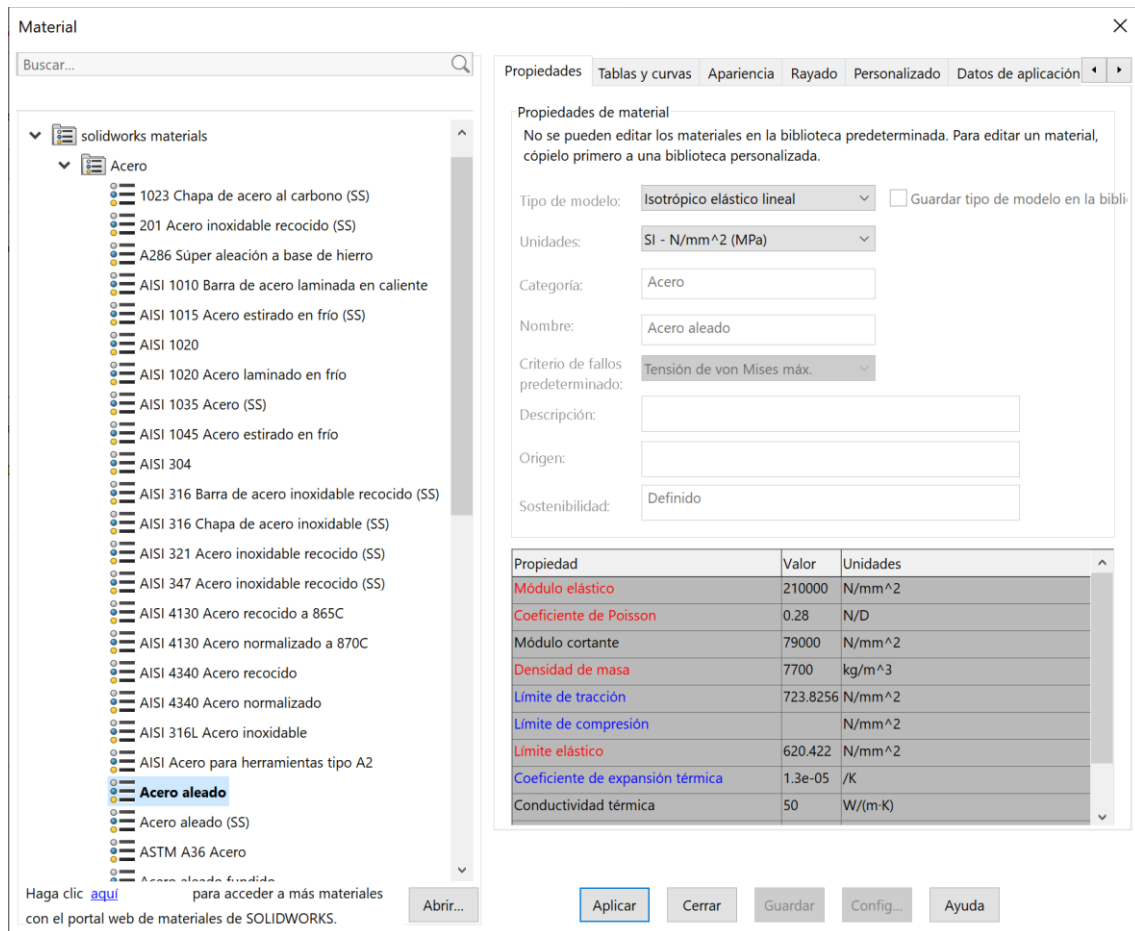 Material
Buscar...
solidworks materials
Acero
1023 Chapa de acero al carbono (SS)
201 Acero inoxidable recocido (SS)
A286 Súper aleación a base de hierro
AISI 1010 Barra de acero laminada en caliente
AISI 1015 Acero estirado en frío (SS)
AISI 1020
AISI 1020 Acero laminado en frío
AISI 1035 Acero (SS)
AISI 1045 Acero estirado en frío
AISI 304
AISI 316 Barra de acero inoxidable recocido (SS)
AISI 316 Chapa de acero inoxidable (SS)
AISI 321 Acero inoxidable recocido (SS)
AISI 347 Acero inoxidable recocido (SS)
AISI 4130 Acero recocido a 865C
AISI 4130 Acero normalizado a 870C
AISI 4340 Acero recocido
AISI 4340 Acero normalizado
AISI 316L Acero inoxidable
AISI Acero para herramientas tipo A2
Acero aleado
Acero aleado (SS)
ASTM A36 Acero
Acero aleado fundido
Haga clic aquí para acceder a más materiales
con el portal web de materiales de SOLIDWORKS.
Abrir...
Propiedades Tablas y curvas Apariencia Rayado Personalizado Datos de aplicación
Propiedades de material
No se pueden editar los materiales en la biblioteca predeterminada. Para editar un material,
cópielo primero a una biblioteca personalizada.
Tipo de modelo: Isotrópico elástico lineal Guardar tipo de modelo en la bibli
Unidades: SI - N/mm^2 (MPa)
Categoría: Acero
Nombre: Acero aleado
Criterio de fallos
predeterminado: Tensión de von Mises máx.
Descripción:
Origen:
Sostenibilidad: Definido
Propiedad Valor Unidades
Módulo elástico 210000 N/mm^2
Coeficiente de Poisson 0.28 N/D
Módulo cortante 79000 N/mm^2
Densidad de masa 7700 kg/m^3
Límite de tracción 723.8256 N/mm^2
Límite de compresión N/mm^2
Límite elástico 620.422 N/mm^2
Coeficiente de expansión térmica 1.3e-05 /K
Conductividad térmica 50 W/(m·K)
Aplicar Cerrar Guardar Config... Ayuda